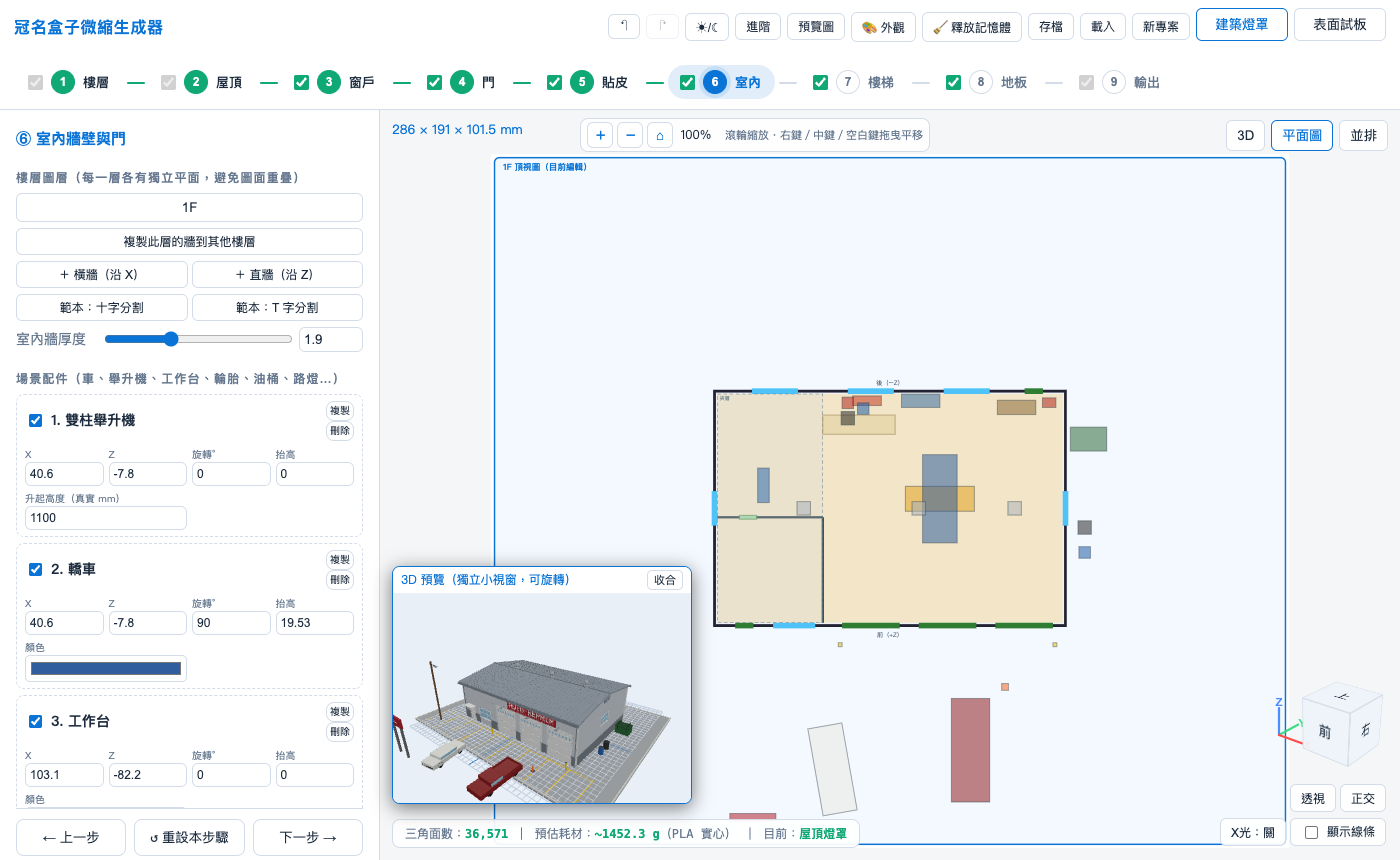 冠名盒子微縮生成器
↰ ↱ ☀/☾ 進階 預覽圖 🎨 外觀 🧹 釋放記憶體 存檔 載入 新專案 建築燈罩 表面試板
1 樓層 2 屋頂 3 窗戶 4 門 5 貼皮 6 室內 7 樓梯 8 地板 9 輸出
⑥ 室內牆壁與門
樓層圖層（每一層各有獨立平面，避免圖面重疊）
1F
複製此層的牆到其他樓層
＋ 橫牆（沿 X） ＋ 直牆（沿 Z）
範本：十字分割 範本：T 字分割
室內牆厚度 1.9
場景配件（車、舉升機、工作台、輪胎、油桶、路燈…）
1. 雙柱舉升機 複製 刪除
X Z 旋轉° 抬高
40.6 -7.8 0 0
升起高度（真實 mm）
1100
2. 轎車 複製 刪除
X Z 旋轉° 抬高
40.6 -7.8 90 19.53
顏色
3. 工作台 複製 刪除
X Z 旋轉° 抬高
103.1 -82.2 0 0
顏色
← 上一步 ↺ 重設本步驟 下一步 →
286 × 191 × 101.5 mm
+ − ⌂ 100% 滾輪縮放・右鍵 / 中鍵 / 空白鍵拖曳平移
3D 平面圖 並排
1F 頂視圖（目前編輯）
後（−Z）
前（+Z）
3D 預覽（獨立小視窗，可旋轉） 收合
AUTO REPAIR
Z
上
前 右
透視 正交
三角面數：36,571 | 預估耗材：~1452.3 g (PLA 實心) | 目前：屋頂燈罩
X光：關 顯示線條